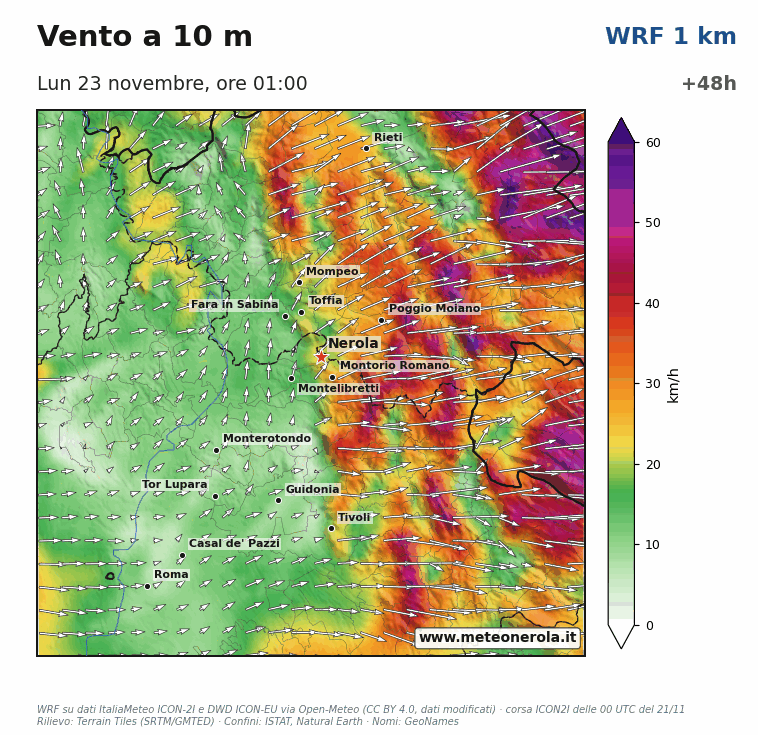 Vento a 10 m
WRF 1 km
Lun 23 novembre, ore 01:00
+48h
Rieti
Mompeo
Fara in Sabina
Toffia
Poggio Moiano
Nerola
Montorio Romano
Montelibretti
Monterotondo
Tor Lupara
Guidonia
Tivoli
Casal de' Pazzi
Roma
www.meteonerola.it
60
50
40
30
20
10
0
km/h
WRF su dati ItaliaMeteo ICON-2I e DWD ICON-EU via Open-Meteo (CC BY 4.0, dati modificati) · corsa ICON2I delle 00 UTC del 21/11
Rilievo: Terrain Tiles (SRTM/GMTED) · Confini: ISTAT, Natural Earth · Nomi: GeoNames